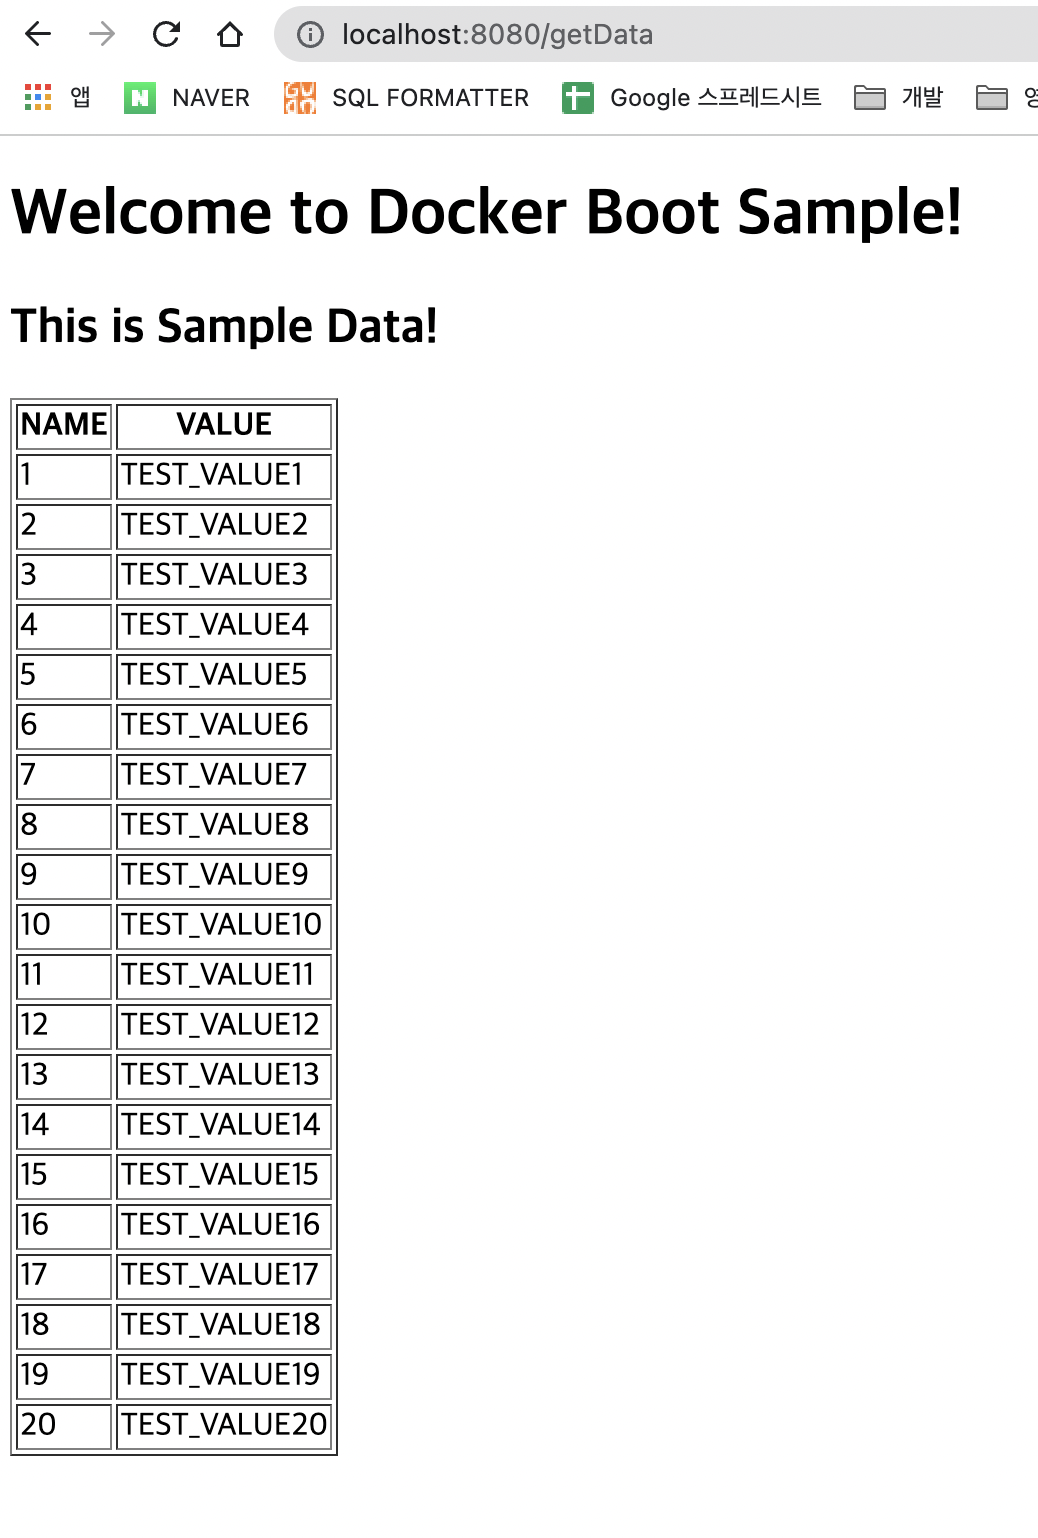 localhost:8080/getData
앱 NAVER SQL FORMATTER Google 스프레드시트 개발
Welcome to Docker Boot Sample!
This is Sample Data!
NAME VALUE
1 TEST_VALUE1
2 TEST_VALUE2
3 TEST_VALUE3
4 TEST_VALUE4
5 TEST_VALUE5
6 TEST_VALUE6
7 TEST_VALUE7
8 TEST_VALUE8
9 TEST_VALUE9
10 TEST_VALUE10
11 TEST_VALUE11
12 TEST_VALUE12
13 TEST_VALUE13
14 TEST_VALUE14
15 TEST_VALUE15
16 TEST_VALUE16
17 TEST_VALUE17
18 TEST_VALUE18
19 TEST_VALUE19
20 TEST_VALUE20